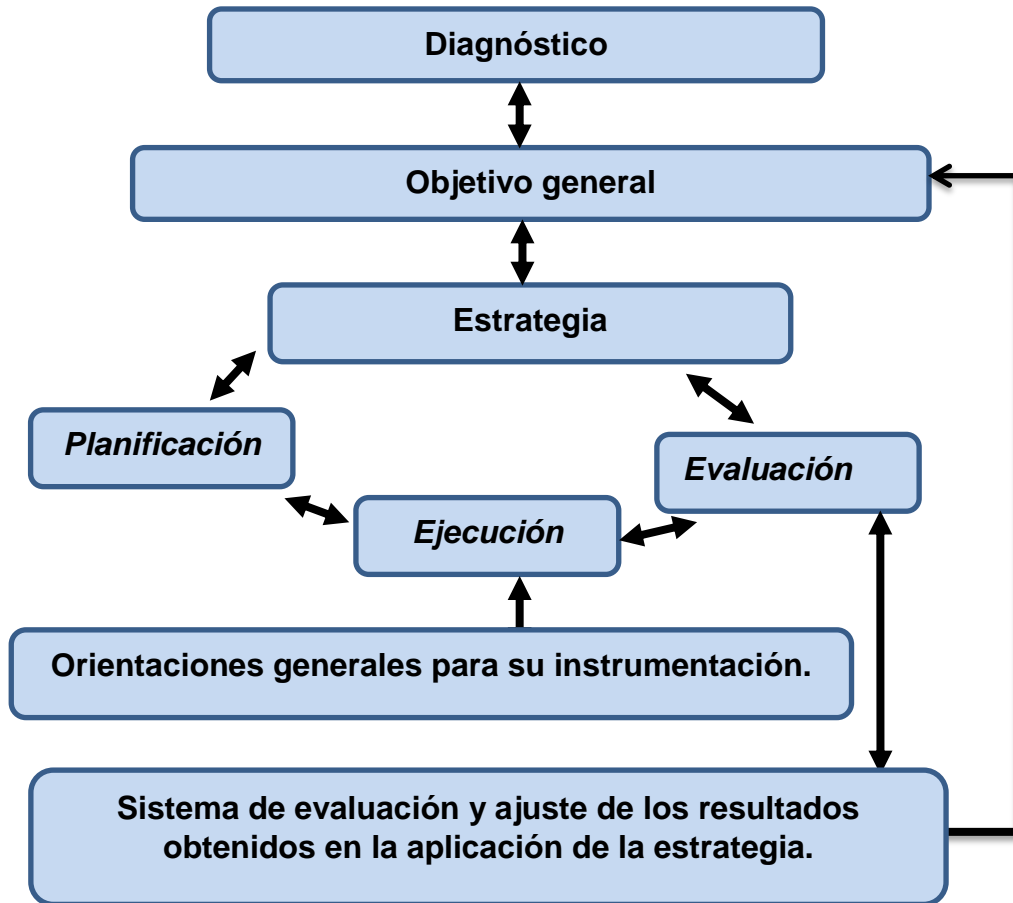 Diagnóstico
Objetivo general
Estrategia
Planificación
Evaluación
Ejecución
Orientaciones generales para su instrumentación.
Sistema de evaluación y ajuste de los resultados
obtenidos en la aplicación de la estrategia.